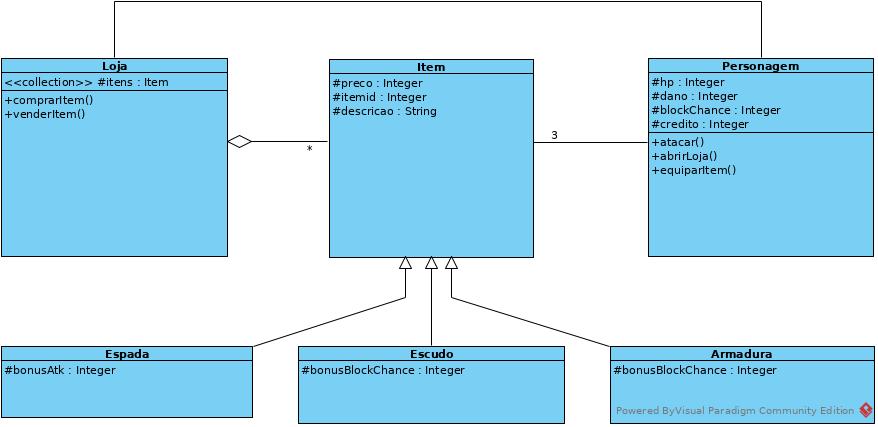 Loja
<<collection>> #itens : Item
+comprarItem()
+venderItem()
*
Item
#preco : Integer
#itemid : Integer
#descricao : String
3
Personagem
#hp : Integer
#dano : Integer
#blockChance : Integer
#credito : Integer
+atacar()
+abrirLoja()
+equiparItem()
Espada
#bonusAtk : Integer
Escudo
#bonusBlockChance : Integer
Armadura
#bonusBlockChance : Integer
Powered ByVisual Paradigm Community Edition